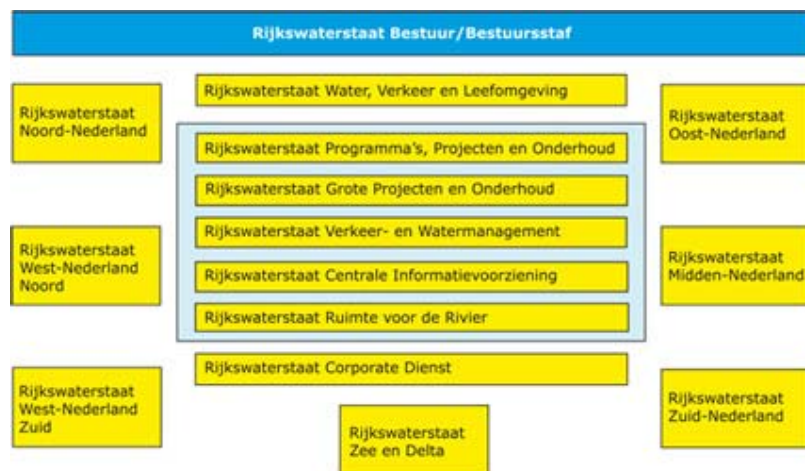 Rijkswaterstaat Bestuur/Bestuursstaf
Rijkswaterstaat
Noord-Nederland
Rijkswaterstaat Water, Verkeer en Leefomgeving
Rijkswaterstaat
Oost-Nederland
Rijkswaterstaat Programma's, Projecten en Onderhoud
Rijkswaterstaat Grote Projecten en Onderhoud
Rijkswaterstaat
West-Nederland
Noord
Rijkswaterstaat Verkeer- en Watermanagement
Rijkswaterstaat
Midden-Nederland
Rijkswaterstaat Centrale Informatievoorziening
Rijkswaterstaat Ruimte voor de Rivier
Rijkswaterstaat
West-Nederland
Zuid
Rijkswaterstaat Corporate Dienst
Rijkswaterstaat
Zuid-Nederland
Rijkswaterstaat
Zee en Delta